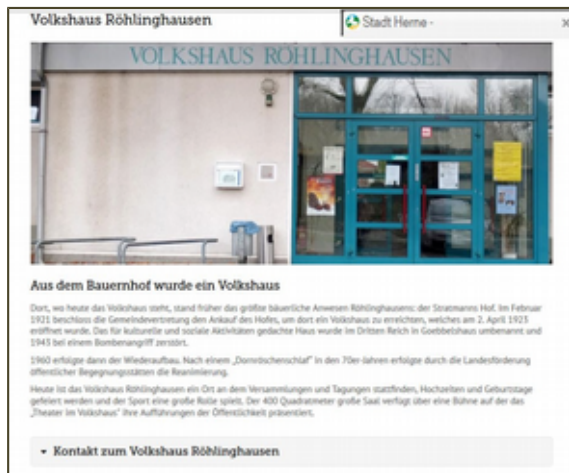 Volkshaus Röhlinghausen
Stadt Herne -
VOLKSHAUS RÖHLINGHAUSEN
Aus dem Bauernhof wurde ein Volkshaus
Dort, wo heute das Volkshaus steht, stand früher das größte bäuerliche Anwesen Röhlinghausens: der Stratmanns Hof. Im Februar
1921 beschloss die Gemeindevertretung den Ankauf des Hofes, um dort ein Volkshaus zu errichten, welches am 2. April 1923
eröffnet wurde. Das für kulturelle und soziale Aktivitäten gedachte Haus wurde im Dritten Reich in Goebbelshaus umbenannt und
1943 bei einem Bombenangriff zerstört.
1960 erfolgte dann der Wiederaufbau. Nach einem „Dornröschenschlaf“ in den 70er-Jahren erfolgte durch die Landesförderung
öffentlicher Begegnungsstätten die Reanimierung.
Heute ist das Volkshaus Röhlinghausen ein Ort an dem Versammlungen und Tagungen stattfinden, Hochzeiten und Geburtstage
gefeiert werden und der Sport eine große Rolle spielt. Der 400 Quadratmeter große Saal verfügt über eine Bühne auf der das
„Theater im Volkshaus“ ihre Aufführungen der Öffentlichkeit präsentiert.
Kontakt zum Volkshaus Röhlinghausen